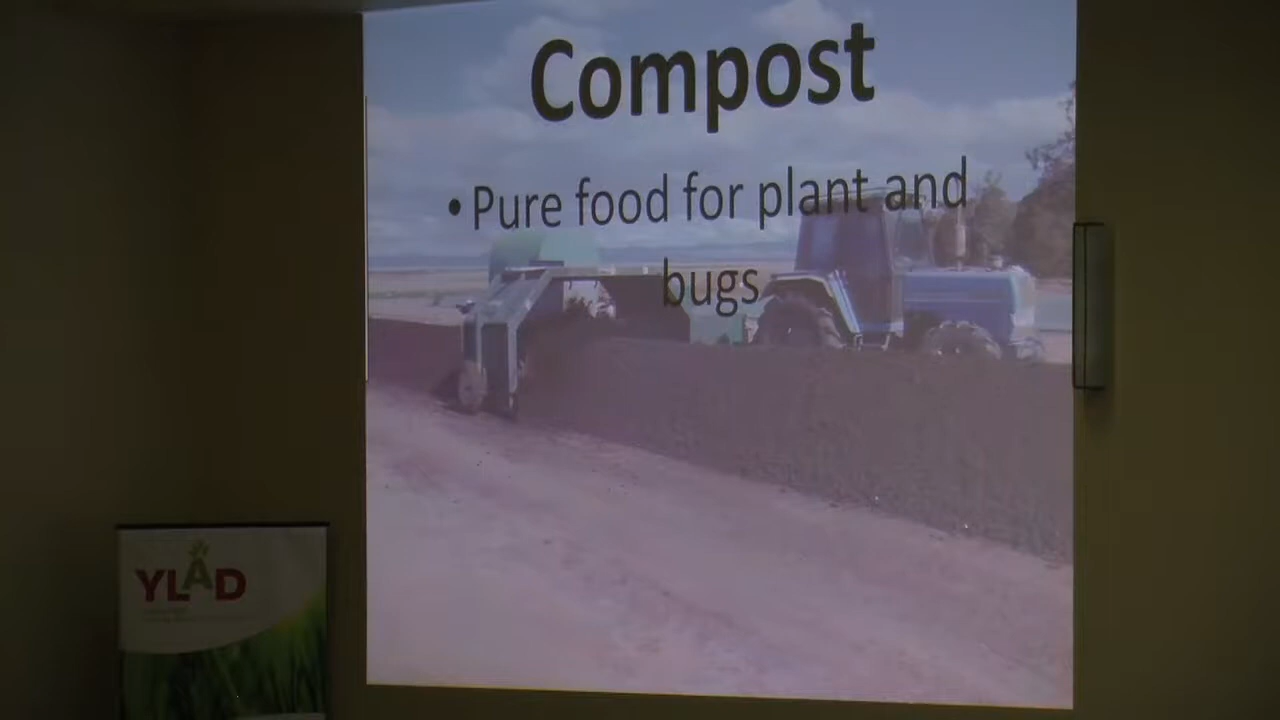 Compost
• Pure food for plant and
bugs
YLAD